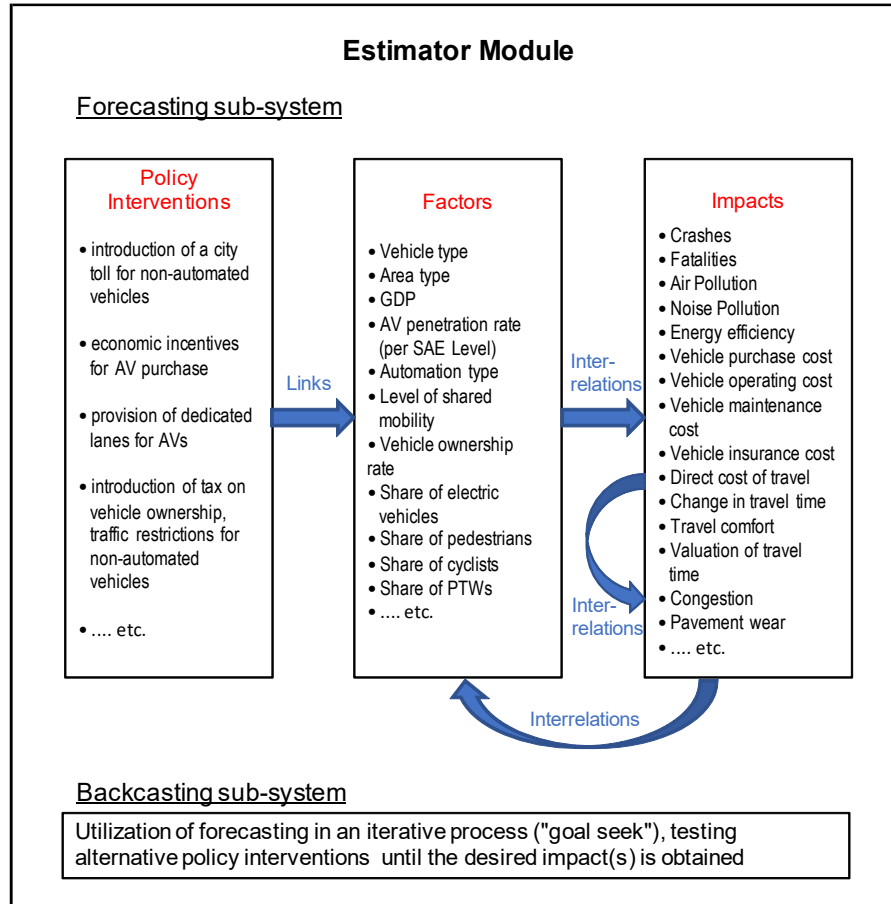 Estimator Module
Forecasting sub-system
Policy
Interventions
• introduction of a city
toll for non-automated
vehicles
• economic incentives
for AV purchase
• provision of dedicated
lanes for AVs
• introduction of tax on
vehicle ownership,
traffic restrictions for
non-automated
vehicles
• .... etc.
Links
Factors
• Vehicle type
• Area type
• GDP
• AV penetration rate
(per SAE Level)
• Automation type
• Level of shared
mobility
• Vehicle ownership
rate
• Share of electric
vehicles
• Share of pedestrians
• Share of cyclists
• Share of PTWs
• .... etc.
Inter-
relations
Impacts
• Crashes
• Fatalities
• Air Pollution
• Noise Pollution
• Energy efficiency
• Vehicle purchase cost
• Vehicle operating cost
• Vehicle maintenance
cost
• Vehicle insurance cost
• Direct cost of travel
• Change in travel time
• Travel comfort
• Valuation of travel
time
• Congestion
• Pavement wear
• .... etc.
Inter-
relations
Interrelations
Backcasting sub-system
Utilization of forecasting in an iterative process ("goal seek"), testing
alternative policy interventions until the desired impact(s) is obtained